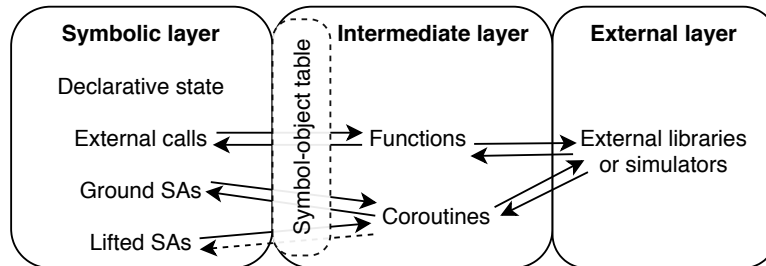 Symbolic layer
Declarative state
External calls
Ground SAs
Lifted SAs
Symbol-object table
Intermediate layer
Functions
Coroutines
External layer
External libraries
or simulators